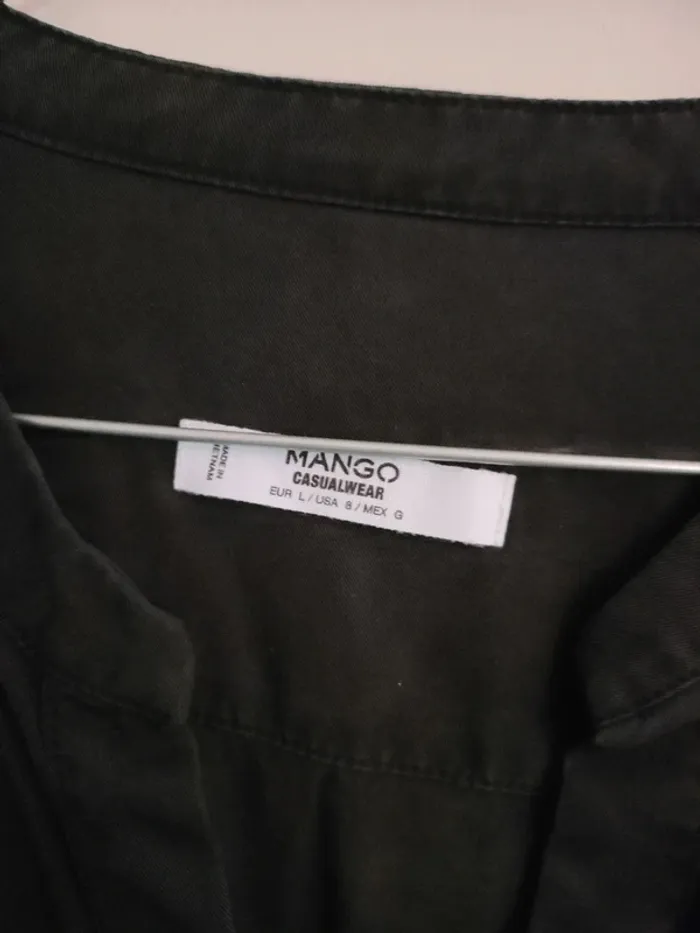 MANGO
CASUALWEAR
EUR L / USA 8 / MEX G
MADE IN
VIETNAM